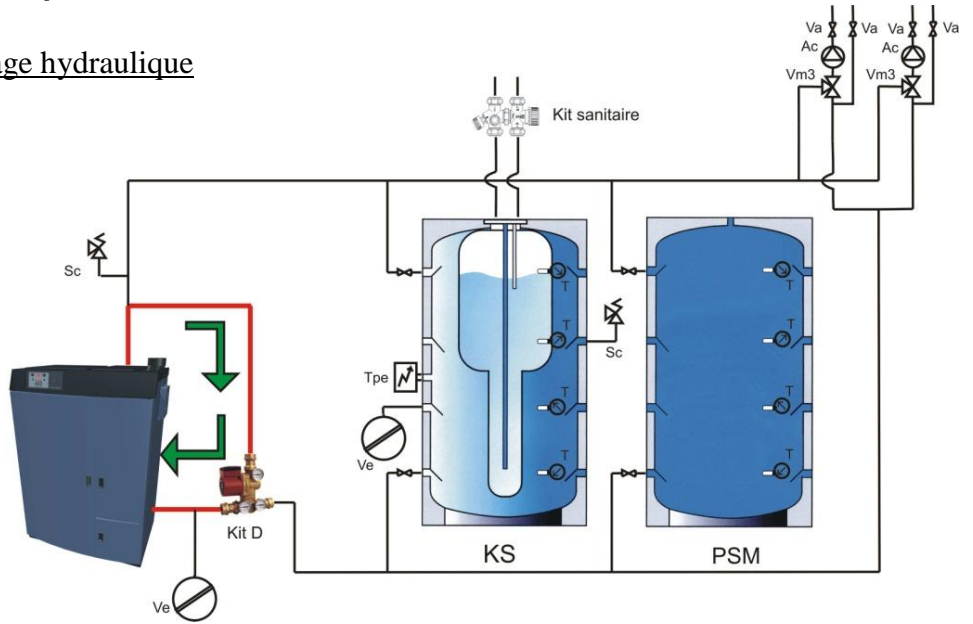 age hydraulique
Va
Va
Va
Va
Ac
Ac
Vm3
Vm3
Kit sanitaire
Sc
T
T
Sc
T
T
Tpe
T
T
Ve
T
T
Kit D
KS
PSM
Ve